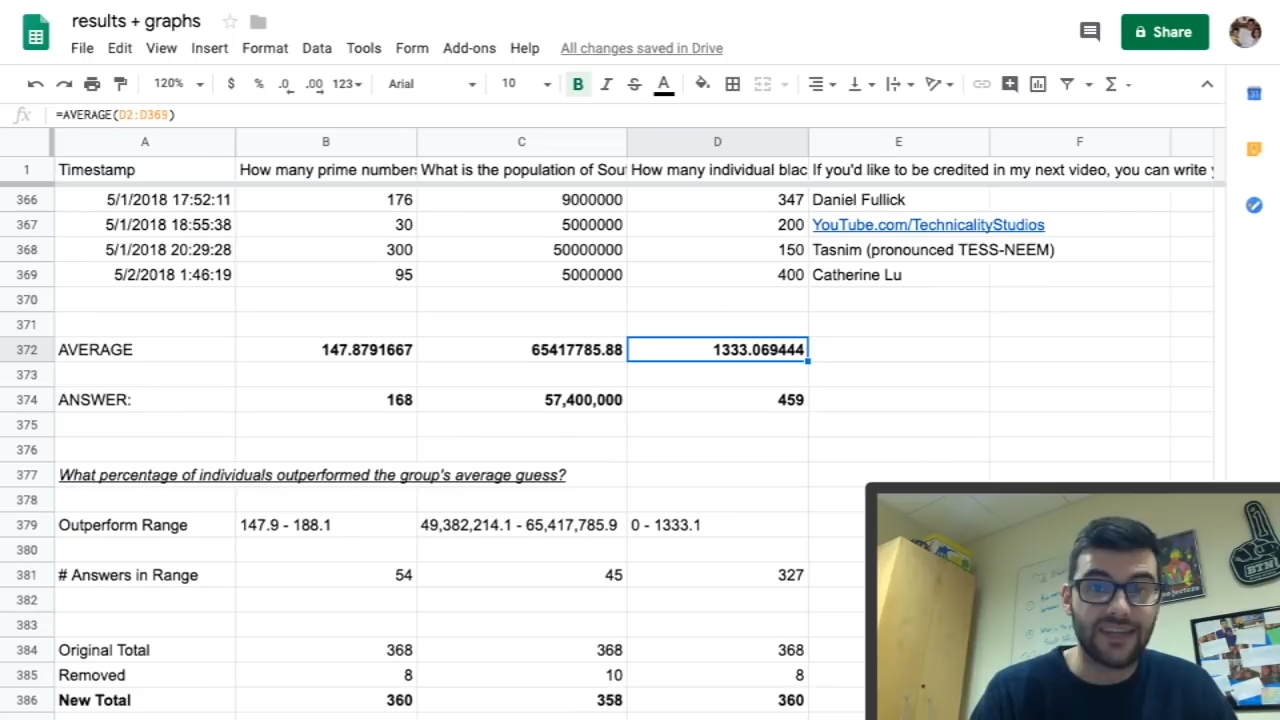 results + graphs
File Edit View Insert Format Data Tools Form Add-ons Help All changes saved in Drive
Share
120% $ % .0 .00 123 Arial 10 B I S A
fx =AVERAGE(D2:D369)
A B C D E F
1 Timestamp How many prime numbers What is the population of Sou How many individual blac If you'd like to be credited in my next video, you can write y
366 5/1/2018 17:52:11 176 9000000 347 Daniel Fullick
367 5/1/2018 18:55:38 30 5000000 200 YouTube.com/TechnicalityStudios
368 5/1/2018 20:29:28 300 50000000 150 Tasnim (pronounced TESS-NEEM)
369 5/2/2018 1:46:19 95 5000000 400 Catherine Lu
370
371
372 AVERAGE 147.8791667 65417785.88 1333.069444
373
374 ANSWER: 168 57,400,000 459
375
376
377 What percentage of individuals outperformed the group's average guess?
378
379 Outperform Range 147.9 - 188.1 49,382,214.1 - 65,417,785.9 0 - 1333.1
380
381 # Answers in Range 54 45 327
382
383
384 Original Total 368 368 368
385 Removed 8 10 8
386 New Total 360 358 360
BTN